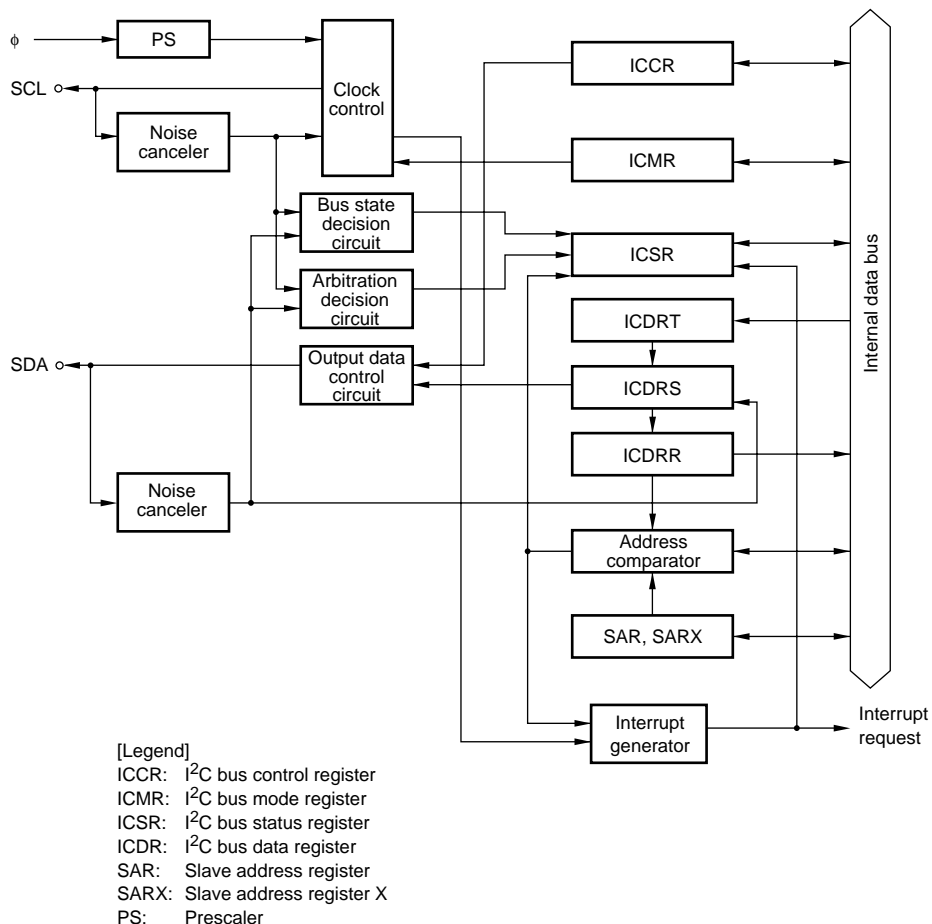 ϕ
PS
SCL
Clock
control
Noise
canceler
Bus state
decision
circuit
Arbitration
decision
circuit
SDA
Output data
control
circuit
Noise
canceler
ICCR
ICMR
ICSR
ICDRT
ICDRS
ICDRR
Address
comparator
SAR, SARX
Interrupt
generator
Internal data bus
Interrupt
request
[Legend]
ICCR: I²C bus control register
ICMR: I²C bus mode register
ICSR: I²C bus status register
ICDR: I²C bus data register
SAR: Slave address register
SARX: Slave address register X
PS: Prescaler